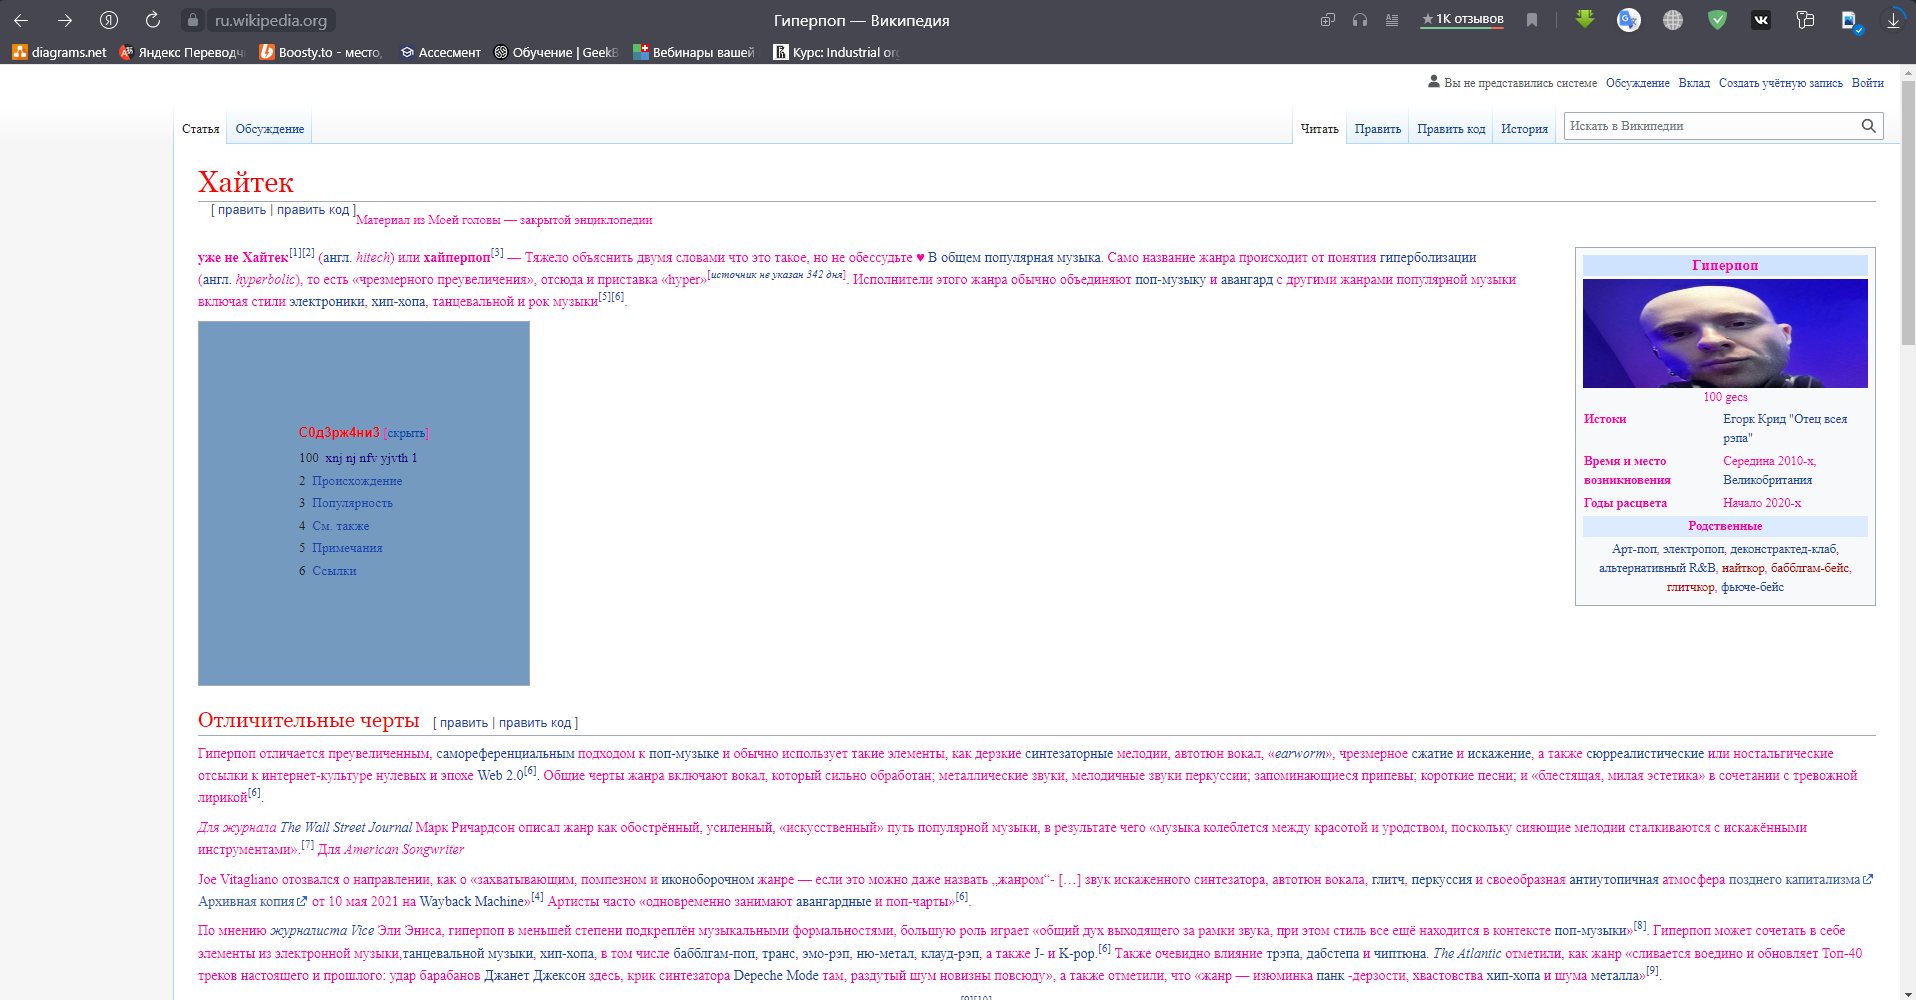 ru.wikipedia.org
Гиперпоп — Википедия
1К отзывов
diagrams.net Яндекс Переводч Boosty.to - место, Ассесмент Обучение | GeekB Вебинары вашей Курс: Industrial or
Вы не представились системе Обсуждение Вклад Создать учётную запись Войти
Статья Обсуждение Читать Править Править код История Искать в Википедии
Хайтек
[ править | править код ]
Материал из Моей головы — закрытой энциклопедии
уже не Хайтек[1][2] (англ. hitech) или хайперпоп[3] — Тяжело объяснить двумя словами что это такое, но не обессудьте ♥ В общем популярная музыка. Само название жанра происходит от понятия гиперболизации
(англ. hyperbolic), то есть «чрезмерного преувеличения», отсюда и приставка «hyper»[источник не указан 342 дня]. Исполнители этого жанра обычно объединяют поп-музыку и авангард с другими жанрами популярной музыки
включая стили электроники, хип-хопа, танцевальной и рок музыки[5][6].
Гиперпоп
100 gecs
Истоки Егорк Крид "Отец всея
рэпа"
Время и место Середина 2010-х,
возникновения Великобритания
Годы расцвета Начало 2020-х
Родственные
Арт-поп, электропоп, деконстрактед-клаб,
альтернативный R&B, найткор, бабблгам-бейс,
глитчкор, фьюче-бейс
С0д3рж4ни3 [скрыть]
100 xnj nj nfv yjvth 1
2 Происхождение
3 Популярность
4 См. также
5 Примечания
6 Ссылки
Отличительные черты [ править | править код ]
Гиперпоп отличается преувеличенным, самореференциальным подходом к поп-музыке и обычно использует такие элементы, как дерзкие синтезаторные мелодии, автотюн вокал, «earworm», чрезмерное сжатие и искажение, а также сюрреалистические или ностальгические
отсылки к интернет-культуре нулевых и эпохе Web 2.0[6]. Общие черты жанра включают вокал, который сильно обработан; металлические звуки, мелодичные звуки перкуссии; запоминающиеся припевы; короткие песни; и «блестящая, милая эстетика» в сочетании с тревожной
лирикой[6].
Для журнала The Wall Street Journal Марк Ричардсон описал жанр как обострённый, усиленный, «искусственный» путь популярной музыки, в результате чего «музыка колеблется между красотой и уродством, поскольку сияющие мелодии сталкиваются с искажёнными
инструментами».[7] Для American Songwriter
Joe Vitagliano отозвался о направлении, как о «захватывающим, помпезном и иконоборочном жанре — если это можно даже назвать „жанром“- […] звук искаженного синтезатора, автотюн вокала, глитч, перкуссия и своеобразная антиутопичная атмосфера позднего капитализма
Архивная копия от 10 мая 2021 на Wayback Machine»[4] Артисты часто «одновременно занимают авангардные и поп-чарты»[6].
По мнению журналиста Vice Эли Эниса, гиперпоп в меньшей степени подкреплён музыкальными формальностями, большую роль играет «общий дух выходящего за рамки звука, при этом стиль все ещё находится в контексте поп-музыки»[8]. Гиперпоп может сочетать в себе
элементы из электронной музыки,танцевальной музыки, хип-хопа, в том числе бабблгам-поп, транс, эмо-рэп, ню-метал, клауд-рэп, а также J- и K-pop.[6] Также очевидно влияние трэпа, дабстепа и чиптюна. The Atlantic отметили, как жанр «сливается воедино и обновляет Топ-40
треков настоящего и прошлого: удар барабанов Джанет Джексон здесь, крик синтезатора Depeche Mode там, раздутый шум новизны повсюду», а также отметили, что «жанр — изюминка панк -дерзости, хвастовства хип-хопа и шума металла»[9].
[9][10]